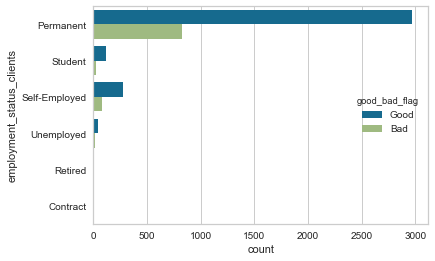 employment_status_clients
Permanent
Student
Self-Employed
Unemployed
Retired
Contract
good_bad_flag
Good
Bad
0 500 1000 1500 2000 2500 3000
count